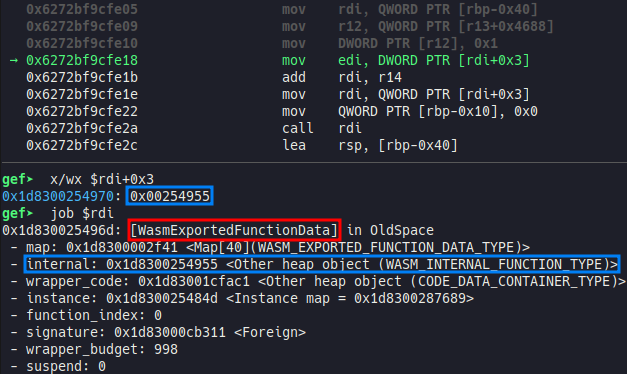 0x6272bf9cfe05 mov rdi, QWORD PTR [rbp-0x40]
0x6272bf9cfe09 mov r12, QWORD PTR [r13+0x4688]
0x6272bf9cfe10 mov DWORD PTR [r12], 0x1
→ 0x6272bf9cfe18 mov edi, DWORD PTR [rdi+0x3]
0x6272bf9cfe1b add rdi, r14
0x6272bf9cfe1e mov rdi, QWORD PTR [rdi+0x3]
0x6272bf9cfe22 mov QWORD PTR [rbp-0x10], 0x0
0x6272bf9cfe2a call rdi
0x6272bf9cfe2c lea rsp, [rbp-0x40]
gef➤ x/wx $rdi+0x3
0x1d8300254970: 0x00254955
gef➤ job $rdi
0x1d830025496d: [WasmExportedFunctionData] in OldSpace
- map: 0x1d8300002f41 <Map[40](WASM_EXPORTED_FUNCTION_DATA_TYPE)>
- internal: 0x1d8300254955 <Other heap object (WASM_INTERNAL_FUNCTION_TYPE)>
- wrapper_code: 0x1d83001cfac1 <Other heap object (CODE_DATA_CONTAINER_TYPE)>
- instance: 0x1d830025484d <Instance map = 0x1d8300287689>
- function_index: 0
- signature: 0x1d83000cb311 <Foreign>
- wrapper_budget: 998
- suspend: 0